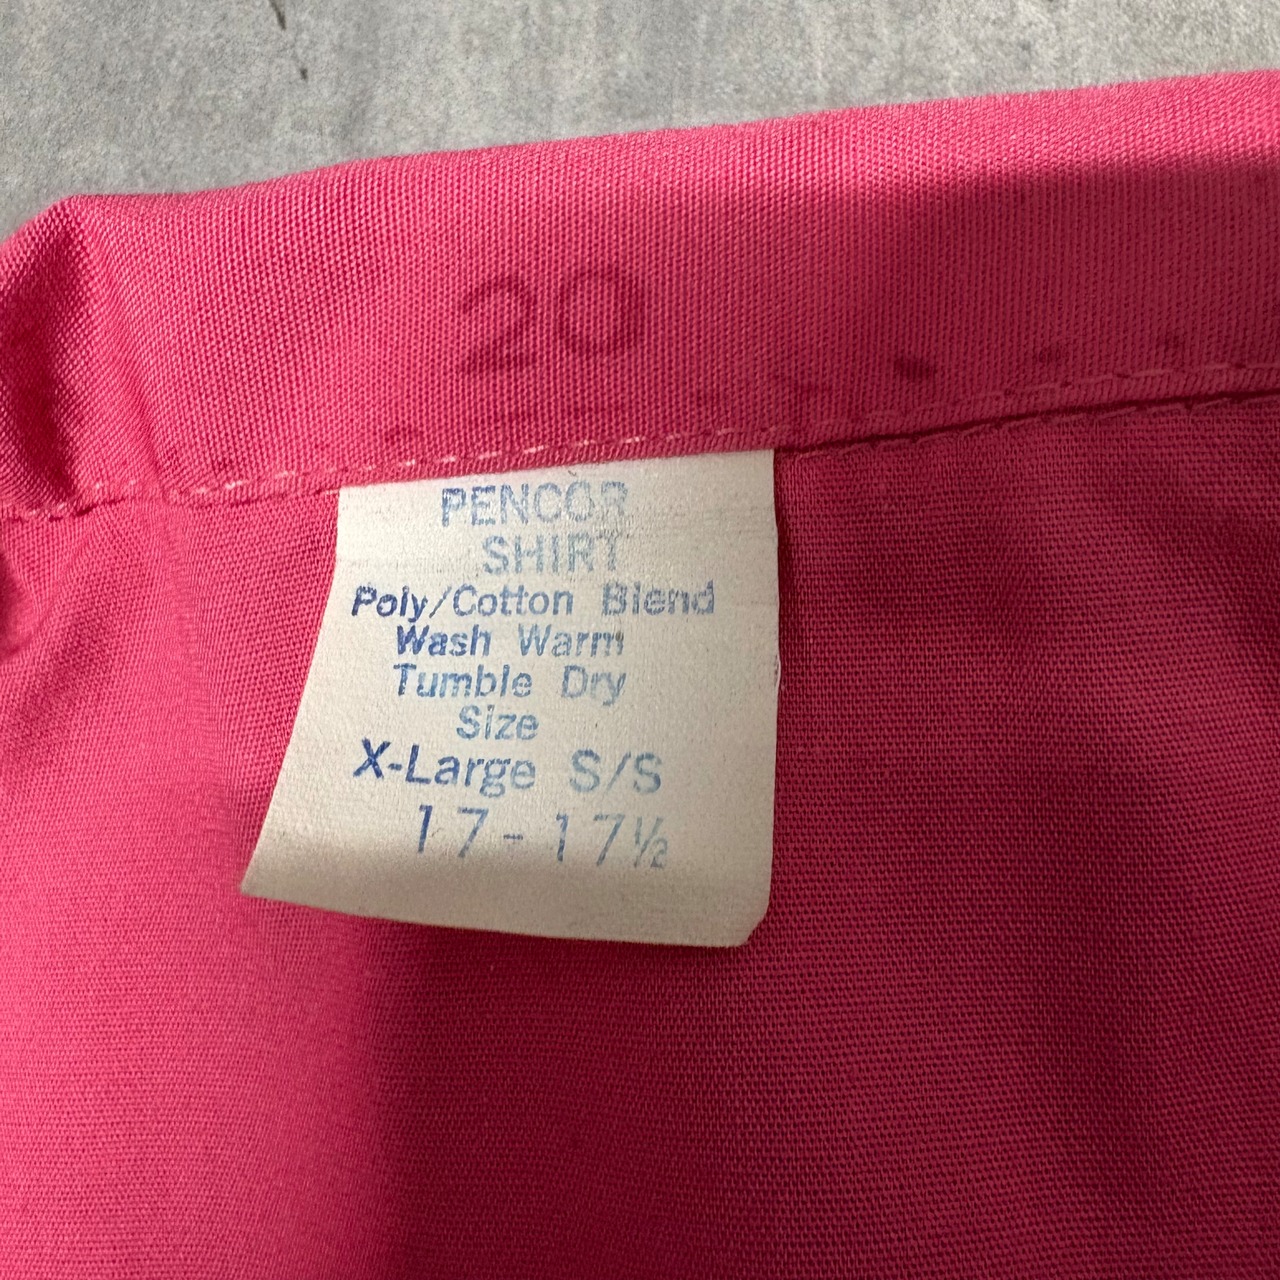 20
PENCOR
SHIRT
Poly/Cotton Blend
Wash Warm
Tumble Dry
Size
X-Large S/S
17-17½